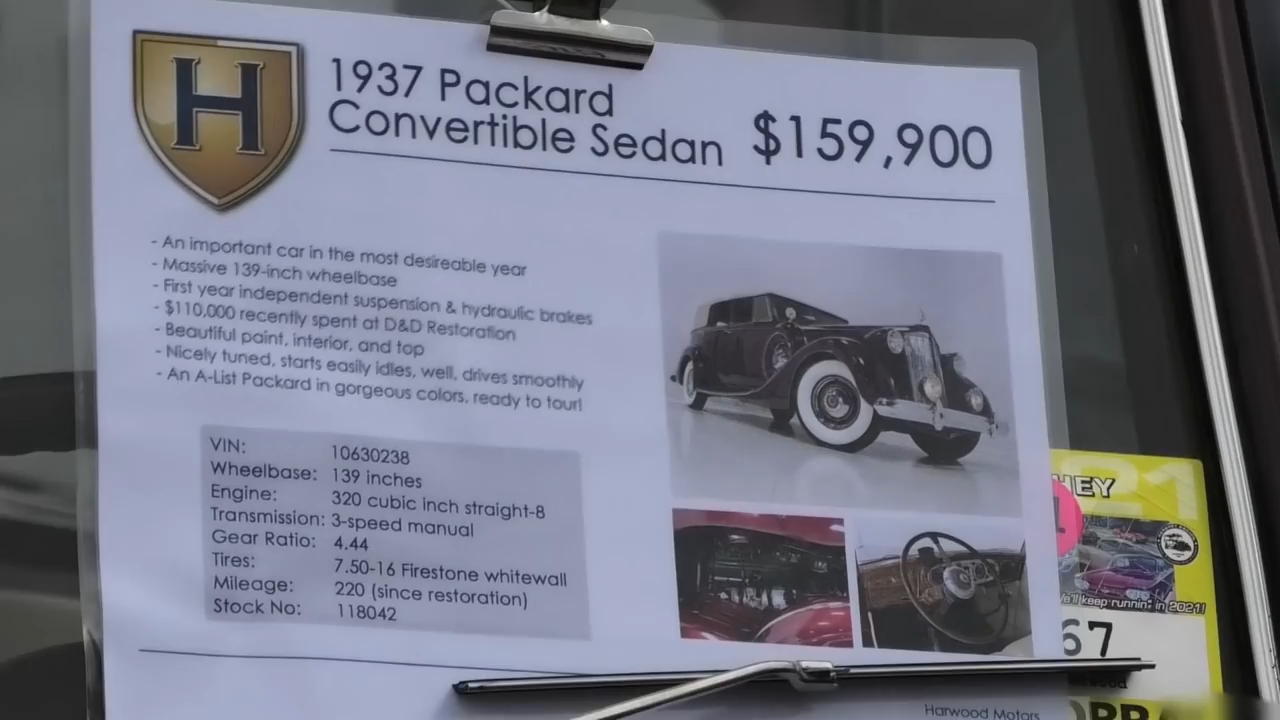 H
1937 Packard
Convertible Sedan
$159,900
- An important car in the most desireable year
- Massive 139-inch wheelbase
- First year independent suspension & hydraulic brakes
- $110,000 recently spent at D&D Restoration
- Beautiful paint, interior, and top
- Nicely tuned, starts easily idles, well, drives smoothly
- An A-List Packard in gorgeous colors, ready to tour!
VIN: 10630238
Wheelbase: 139 inches
Engine: 320 cubic inch straight-8
Transmission: 3-speed manual
Gear Ratio: 4.44
Tires: 7.50-16 Firestone whitewall
Mileage: 220 (since restoration)
Stock No: 118042
Harwood Motors
21
HEY
we'll keep runnin' in 2021!
67